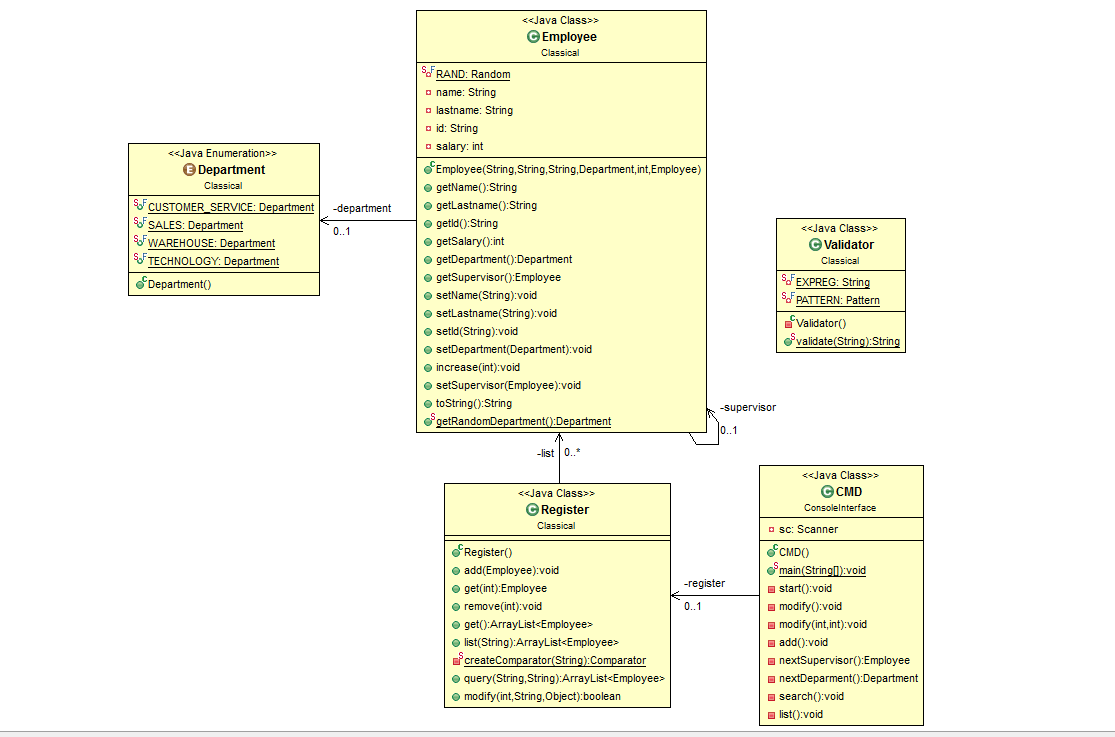 <<Java Class>>
Employee
Classical
RAND: Random
name: String
lastname: String
id: String
salary: int
Employee(String,String,String,Department,int,Employee)
getName():String
getLastname():String
getId():String
getSalary():int
getDepartment():Department
getSupervisor():Employee
setName(String):void
setLastname(String):void
setId(String):void
setDepartment(Department):void
increase(int):void
setSupervisor(Employee):void
toString():String
getRandomDepartment():Department
<<Java Enumeration>>
Department
Classical
CUSTOMER_SERVICE: Department
SALES: Department
WAREHOUSE: Department
TECHNOLOGY: Department
Department()
-department
0..1
<<Java Class>>
Validator
Classical
EXPREG: String
PATTERN: Pattern
Validator()
validate(String):String
-supervisor
0..1
-list
0..*
<<Java Class>>
Register
Classical
Register()
add(Employee):void
get(int):Employee
remove(int):void
get():ArrayList<Employee>
list(String):ArrayList<Employee>
createComparator(String):Comparator
query(String,String):ArrayList<Employee>
modify(int,String,Object):boolean
-register
0..1
<<Java Class>>
CMD
ConsoleInterface
sc: Scanner
CMD()
main(String[]):void
start():void
modify():void
modify(int,int):void
add():void
nextSupervisor():Employee
nextDeparment():Department
search():void
list():void